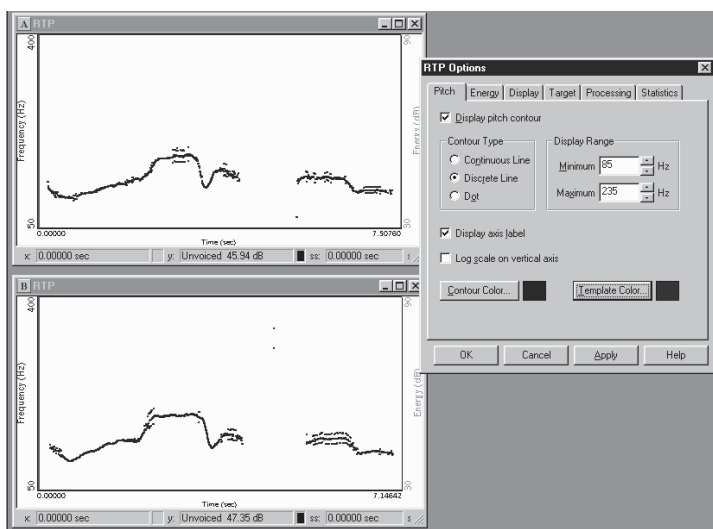 A RTP
400
90
Frequency (Hz)
Energy (dB)
50
30
0.00000
7.90760
Time (sec)
x: 0.00000 sec y: Unvoiced 45.94 dB ss: 0.00000 sec
B RTP
400
90
Frequency (Hz)
Energy (dB)
50
30
0.00000
7.14642
Time (sec)
x: 0.00000 sec y: Unvoiced 47.35 dB ss: 0.00000 sec
RTP Options
Pitch Energy Display Target Processing Statistics
Display pitch contour
Contour Type
Continuous Line
Discrete Line
Dot
Display Range
Minimum 85 Hz
Maximum 235 Hz
Display axis label
Log scale on vertical axis
Contour Color... Template Color...
OK Cancel Apply Help